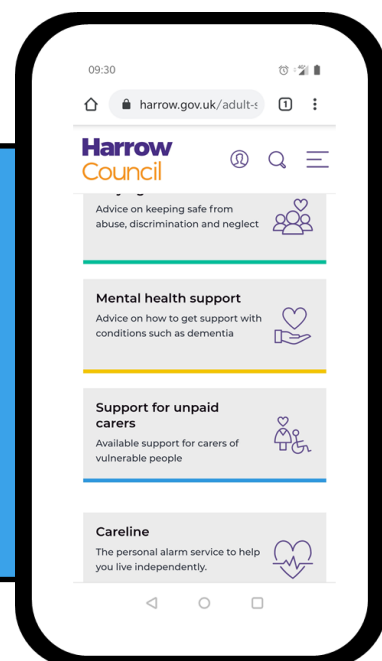 09:30
harrow.gov.uk/adult-s
1
Harrow
Council
Advice on keeping safe from
abuse, discrimination and neglect
Mental health support
Advice on how to get support with
conditions such as dementia
Support for unpaid
carers
Available support for carers of
vulnerable people
Careline
The personal alarm service to help
you live independently.